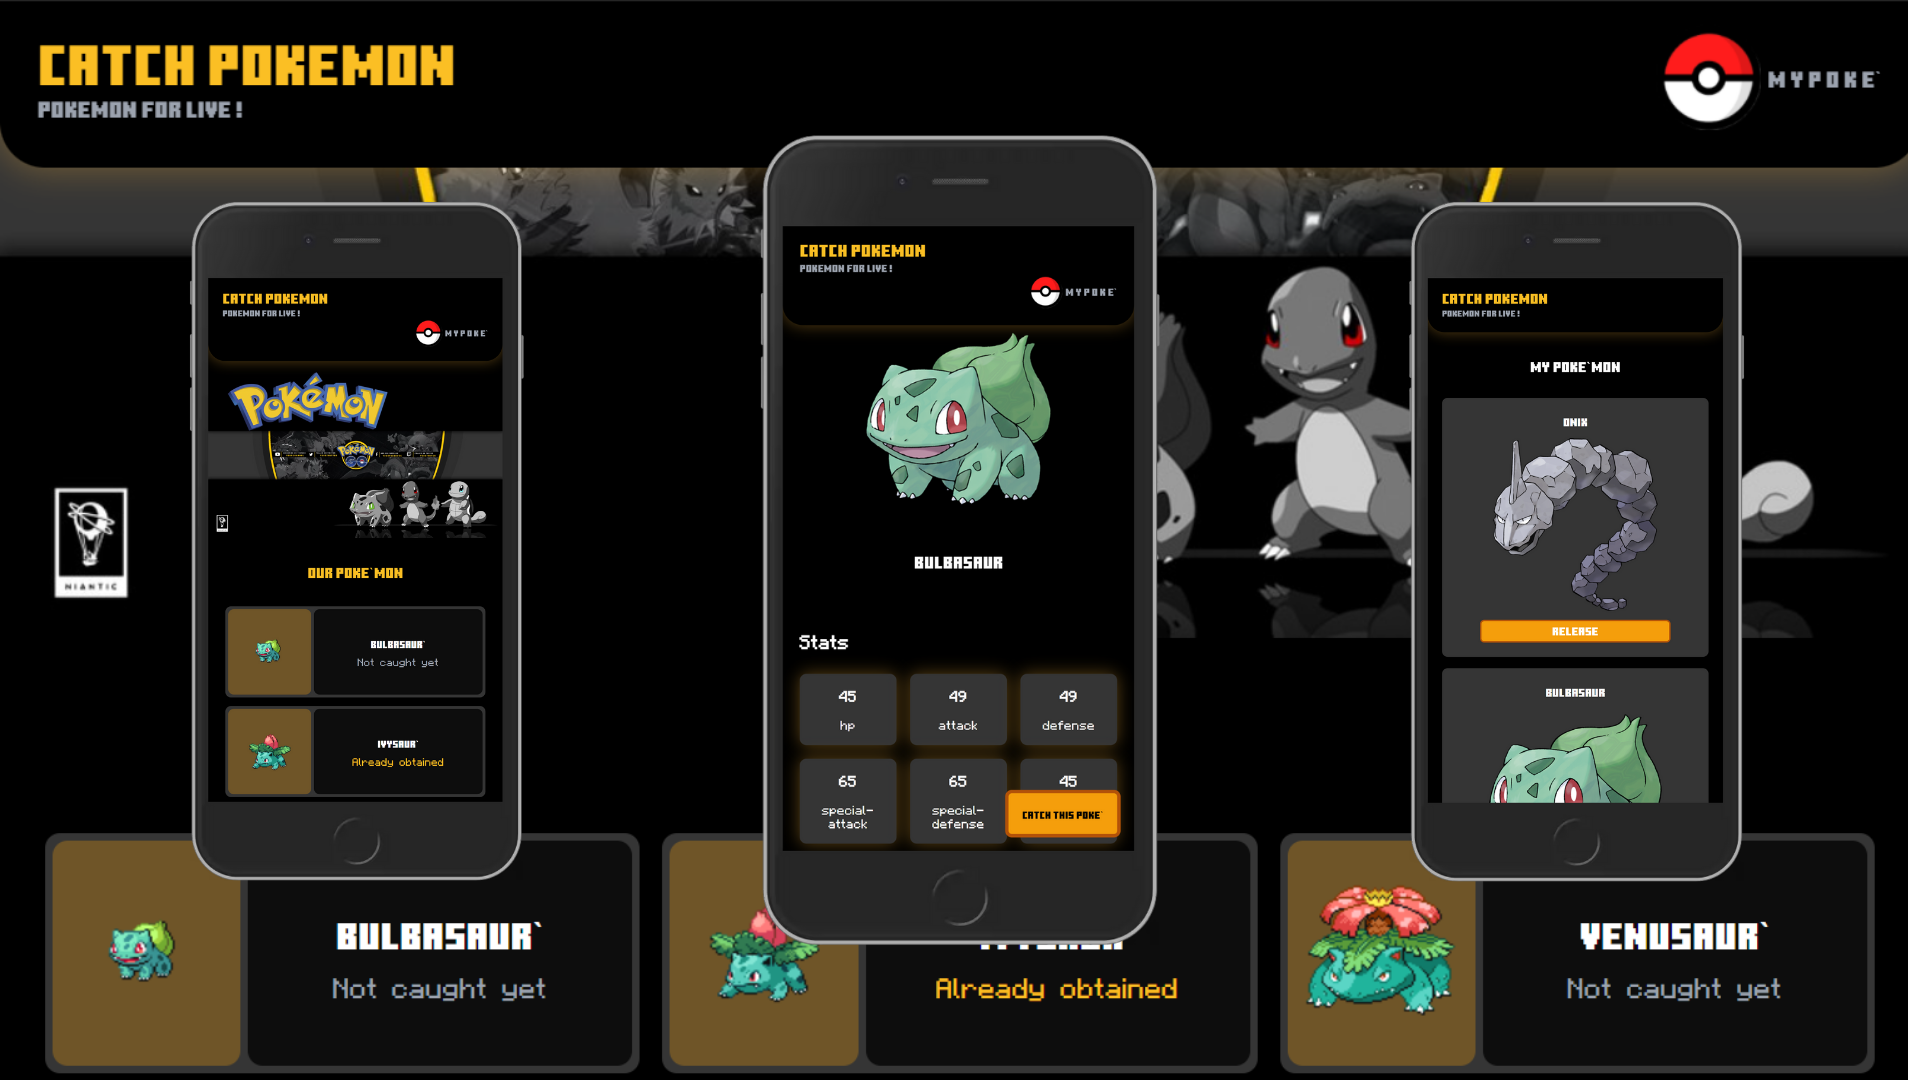 CATCH POKEMON
POKEMON FOR LIVE !
MYPOKE`
NIANTIC
CATCH POKEMON
POKEMON FOR LIVE !
MYPOKE`
Pokémon
Pokémon
GO
OUR POKE`MON
BULBASAUR`
Not caught yet
IVYSAUR`
Already obtained
CATCH POKEMON
POKEMON FOR LIVE !
MYPOKE`
BULBASAUR
Stats
45
hp
49
attack
49
defense
65
special-
attack
65
special-
defense
45
CATCH THIS POKE`
CATCH POKEMON
POKEMON FOR LIVE !
MY POKE`MON
ONIX
RELEASE
BULBASAUR
BULBASAUR`
Not caught yet
Already obtained
VENUSAUR`
Not caught yet